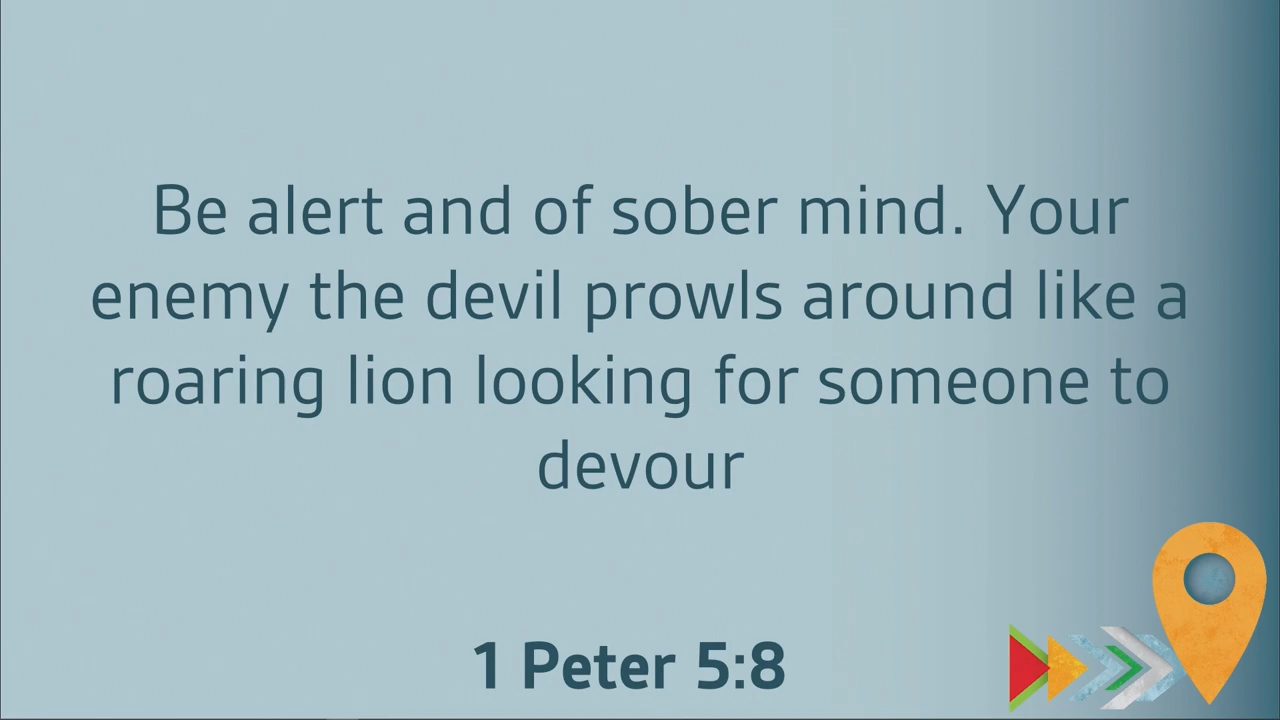 Be alert and of sober mind. Your
enemy the devil prowls around like a
roaring lion looking for someone to
devour
1 Peter 5:8